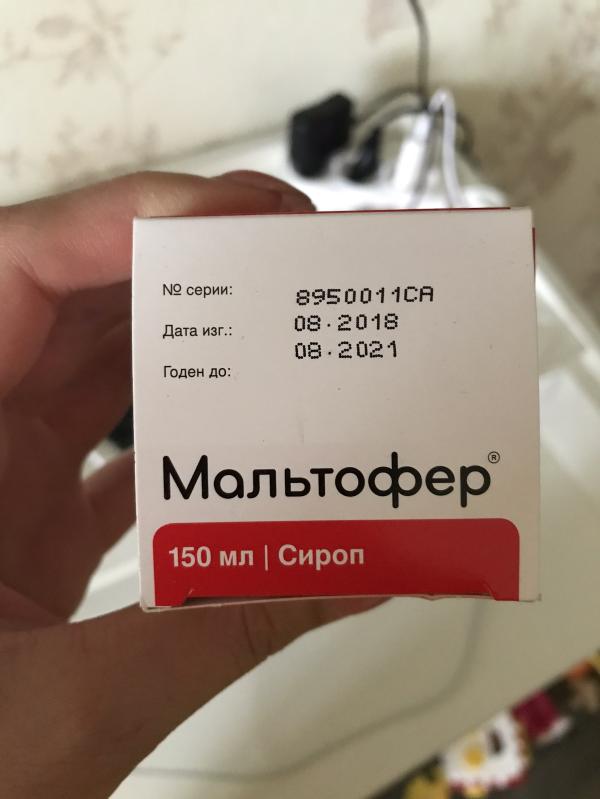 № серии: 8950011CA
Дата изг.: 08.2018
Годен до: 08.2021
Мальтофер®
150 мл | Сироп